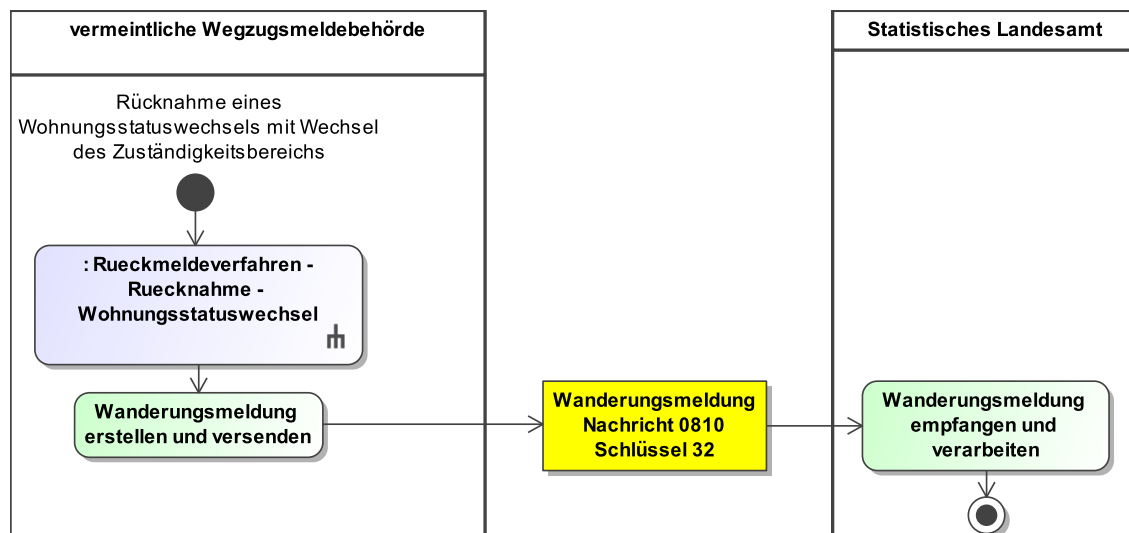 vermeintliche Wegzugsmeldebehörde
Statistisches Landesamt
Rücknahme eines
Wohnungsstatuswechsels mit Wechsel
des Zuständigkeitsbereichs
: Rueckmeldeverfahren -
Ruecknahme -
Wohnungsstatuswechsel
Wanderungsmeldung
erstellen und versenden
Wanderungsmeldung
Nachricht 0810
Schlüssel 32
Wanderungsmeldung
empfangen und
verarbeiten